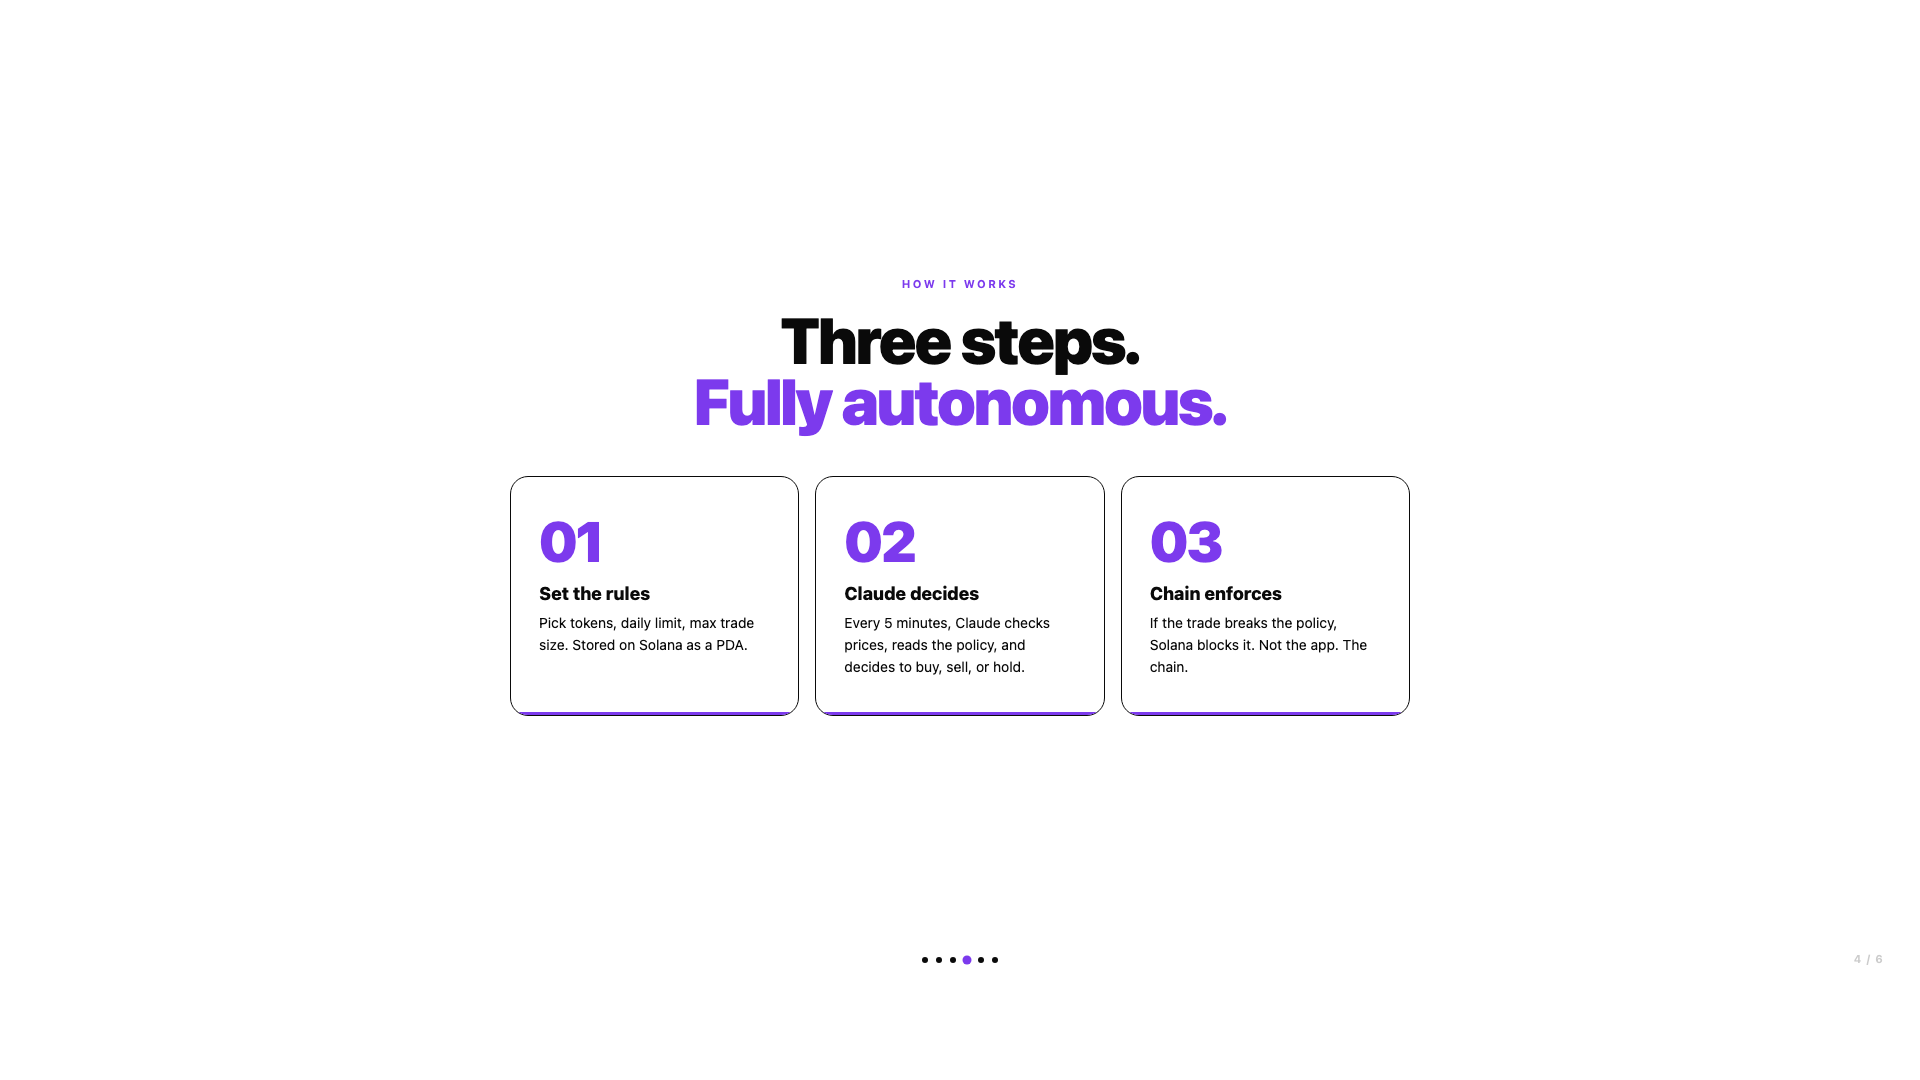 HOW IT WORKS
Three steps.
Fully autonomous.
01
Set the rules
Pick tokens, daily limit, max trade
size. Stored on Solana as a PDA.
02
Claude decides
Every 5 minutes, Claude checks
prices, reads the policy, and
decides to buy, sell, or hold.
03
Chain enforces
If the trade breaks the policy,
Solana blocks it. Not the app. The
chain.
4 / 6